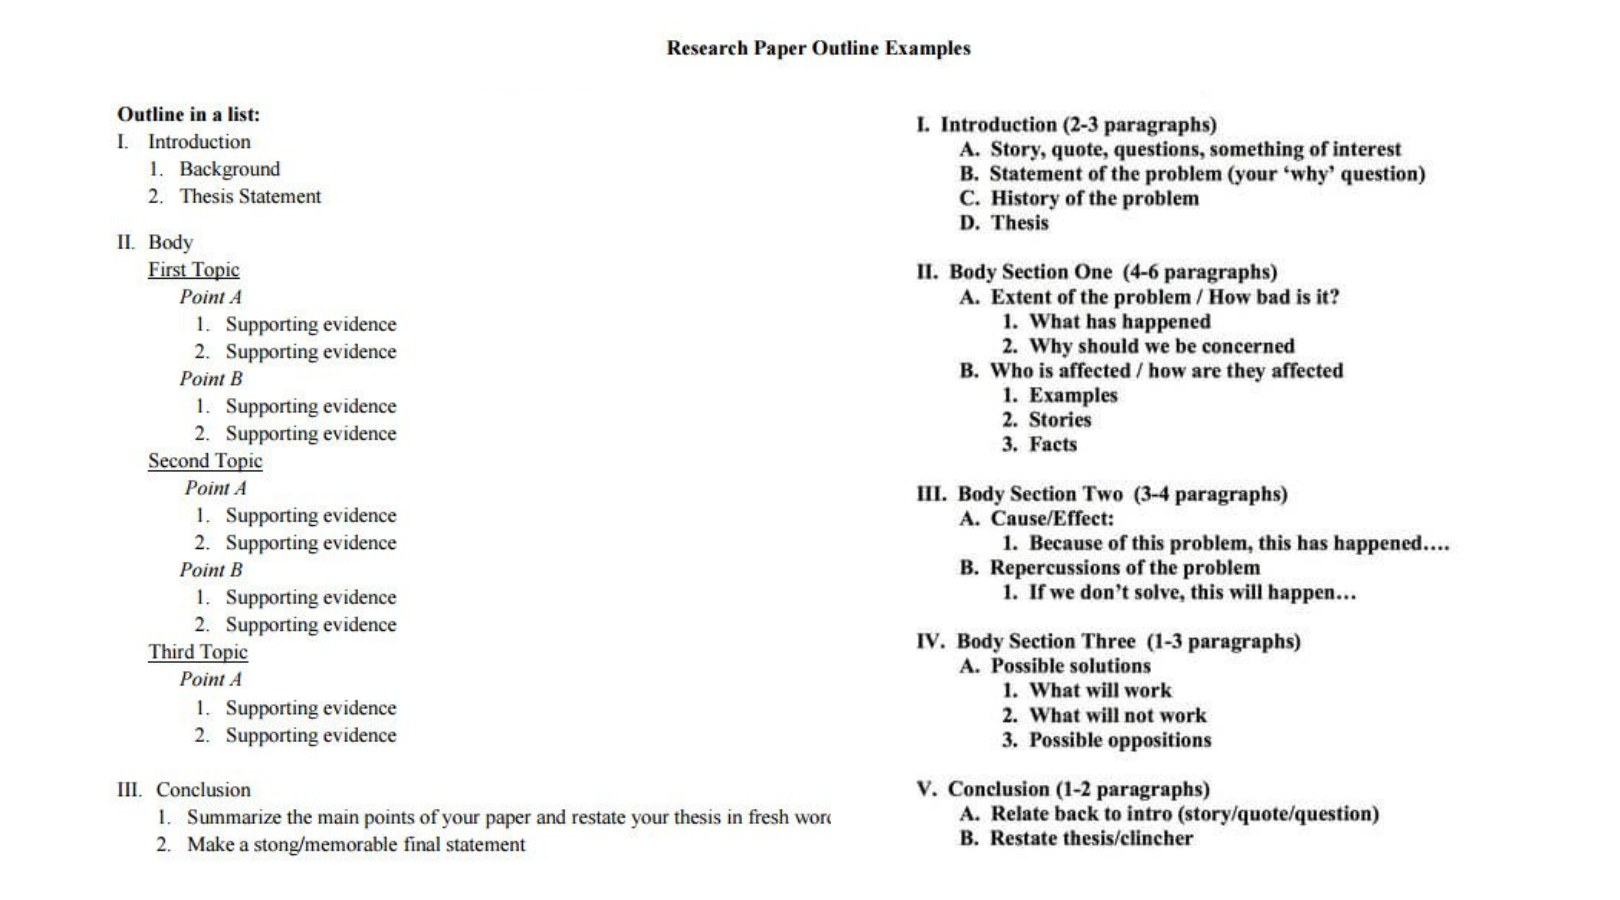 Research Paper Outline Examples
Outline in a list:
I. Introduction
1. Background
2. Thesis Statement
II. Body
First Topic
Point A
1. Supporting evidence
2. Supporting evidence
Point B
1. Supporting evidence
2. Supporting evidence
Second Topic
Point A
1. Supporting evidence
2. Supporting evidence
Point B
1. Supporting evidence
2. Supporting evidence
Third Topic
Point A
1. Supporting evidence
2. Supporting evidence
III. Conclusion
1. Summarize the main points of your paper and restate your thesis in fresh
2. Make a stong/memorable final statement
I. Introduction (2-3 paragraphs)
A. Story, quote, questions, something of interest
B. Statement of the problem (your ‘why’ question)
C. History of the problem
D. Thesis
II. Body Section One (4-6 paragraphs)
A. Extent of the problem / How bad is it?
1. What has happened
2. Why should we be concerned
B. Who is affected / how are they affected
1. Examples
2. Stories
3. Facts
III. Body Section Two (3-4 paragraphs)
A. Cause/Effect:
1. Because of this problem, this has happened….
B. Repercussions of the problem
1. If we don’t solve, this will happen…
IV. Body Section Three (1-3 paragraphs)
A. Possible solutions
1. What will work
2. What will not work
3. Possible oppositions
V. Conclusion (1-2 paragraphs)
A. Relate back to intro (story/quote/question)
B. Restate thesis/clincher